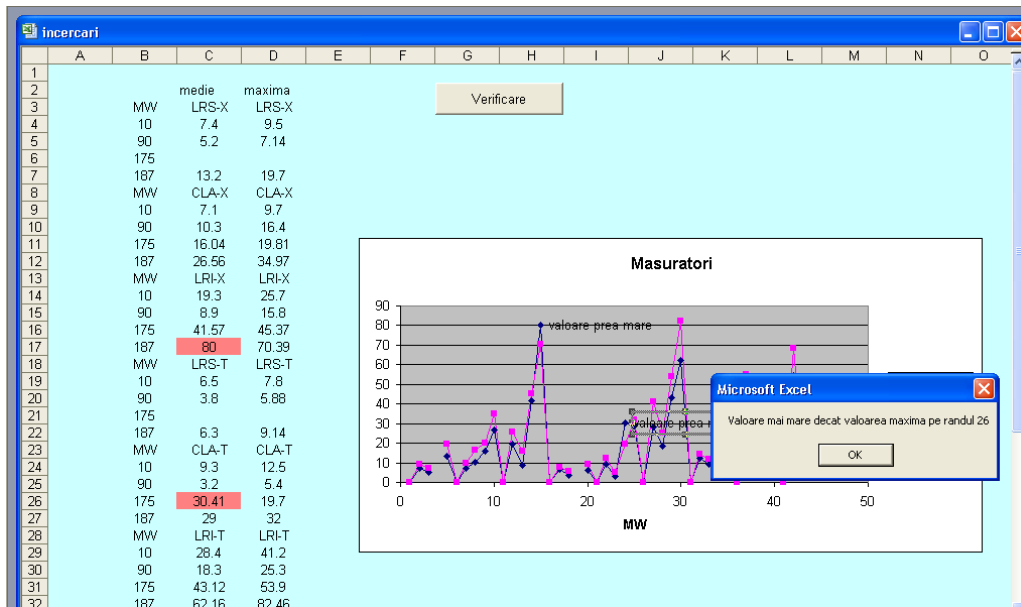 incercari
A B C D E F G H I J K L M N O
1
2 medie maxima
3 MW LRS-X LRS-X
Verificare
4 10 7.4 9.5
5 90 5.2 7.14
6 175
7 187 13.2 19.7
8 MW CLA-X CLA-X
9 10 7.1 9.7
10 90 10.3 16.4
11 175 16.04 19.81
12 187 26.56 34.97
13 MW LRI-X LRI-X
14 10 19.3 25.7
15 90 8.9 15.8
16 175 41.57 45.37
17 187 80 70.39
18 MW LRS-T LRS-T
19 10 6.5 7.8
20 90 3.8 5.88
21 175
22 187 6.3 9.14
23 MW CLA-T CLA-T
24 10 9.3 12.5
25 90 3.2 5.4
26 175 30.41 19.7
27 187 29 32
28 MW LRI-T LRI-T
29 10 28.4 41.2
30 90 18.3 25.3
31 175 43.12 53.9
32 187 62.16 82.46
Masuratori
90
80
70
60
50
40
30
20
10
0
valoare prea mare
valoare prea
0 10 20 30 40 50
MW
Microsoft Excel
Valoare mai mare decat valoarea maxima pe randul 26
OK